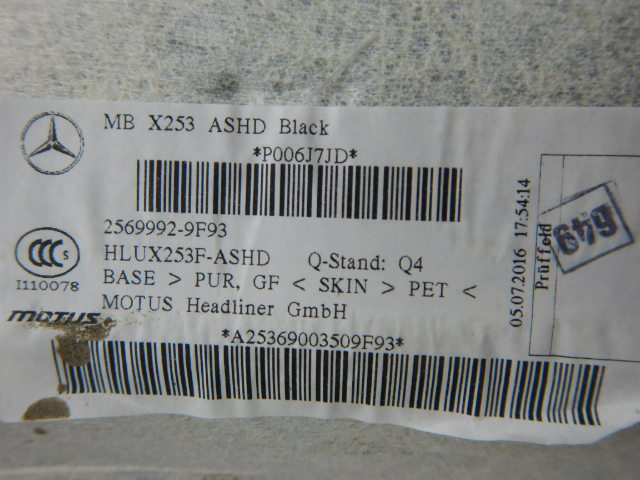 MB X253 ASHD Black
*P006J7JD*
2569992-9F93
HLUX253F-ASHD Q-Stand: Q4
BASE > PUR, GF < SKIN > PET <
MOTUS Headliner GmbH
*A25369003509F93*
CCC S
I110078
MOTUS
05.07.2016 17:54:14
Prüffeld
649